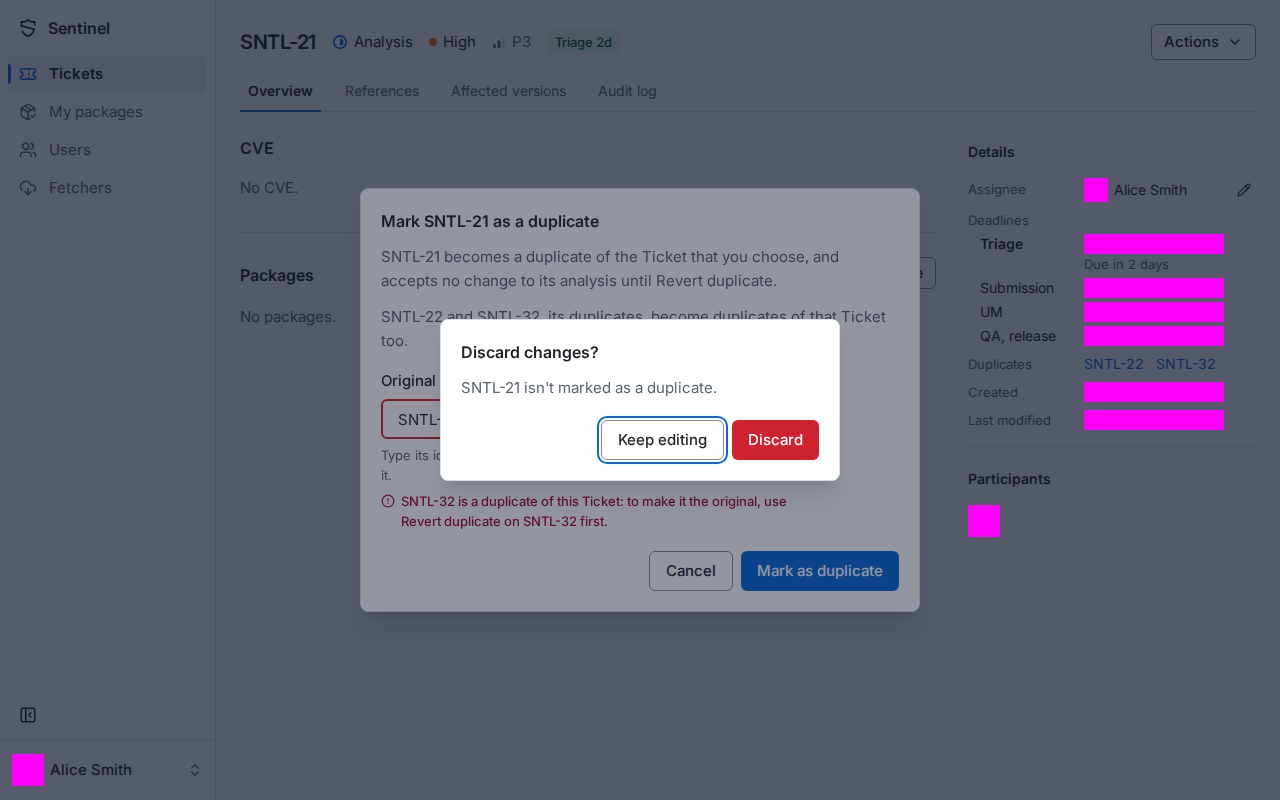 Sentinel
Tickets
My packages
Users
Fetchers
Alice Smith
SNTL-21
Analysis
High
P3
Triage 2d
Actions
Overview
References
Affected versions
Audit log
CVE
No CVE.
Packages
No packages.
Mark SNTL-21 as a duplicate
SNTL-21 becomes a duplicate of the Ticket that you choose, and
accepts no change to its analysis until Revert duplicate.
SNTL-22 and SNTL-32, its duplicates, become duplicates of that Ticket
too.
Original
SNTL-
Type its
it.
SNTL-32 is a duplicate of this Ticket: to make it the original, use
Revert duplicate on SNTL-32 first.
Cancel
Mark as duplicate
Discard changes?
SNTL-21 isn't marked as a duplicate.
Keep editing
Discard
Details
Assignee
Alice Smith
Deadlines
Triage
Due in 2 days
Submission
UM
QA, release
Duplicates
SNTL-22 SNTL-32
Created
Last modified
Participants